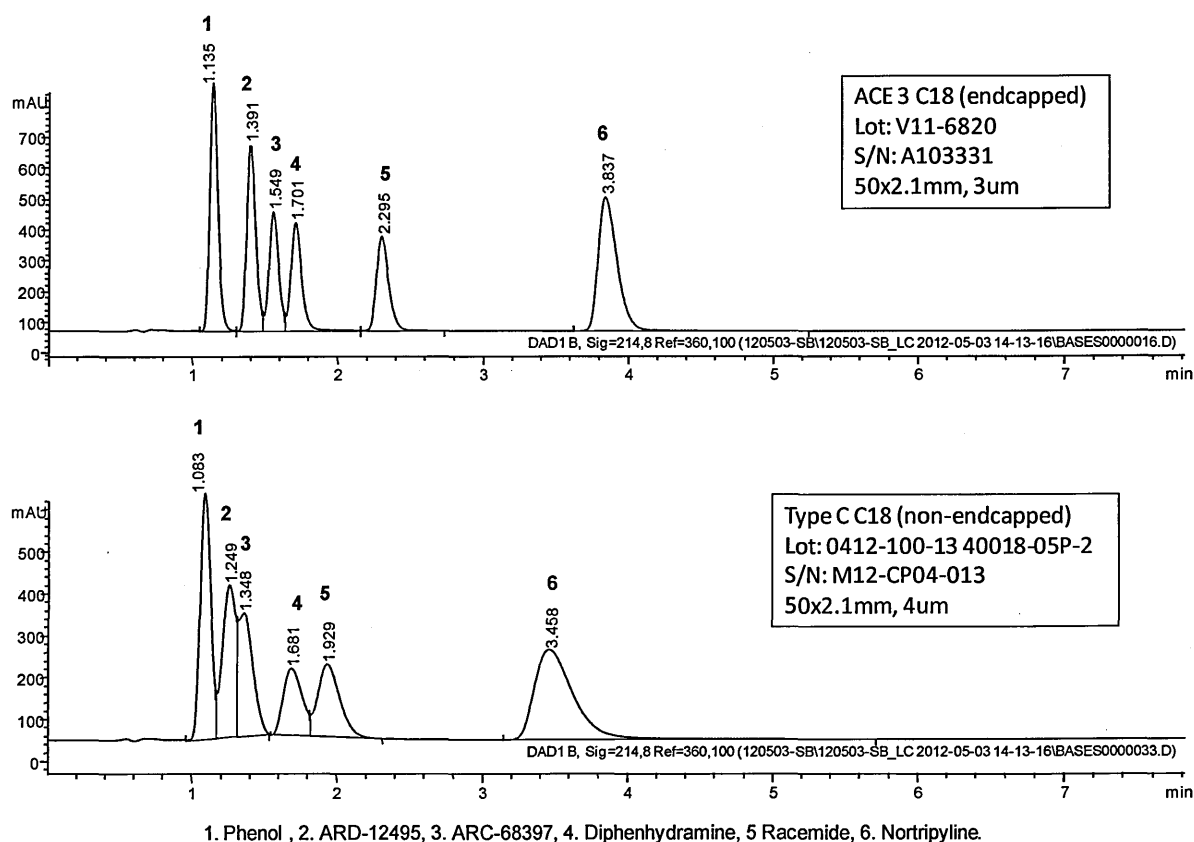 1
1.135
2
1.391
3
1.549
4
1.701
5
2.295
6
3.837
ACE 3 C18 (endcapped)
Lot: V11-6820
S/N: A103331
50x2.1mm, 3um
mAU
700
600
500
400
300
200
100
0
DAD1 B, Sig=214,8 Ref=360,100 (120503-SB\120503-SB_LC 2012-05-03 14-13-16\BASES0000016.D)
1 2 3 4 5 6 7 min
1
1.083
2
1.249
3
1.348
4
1.681
5
1.929
6
3.458
Type C C18 (non-endcapped)
Lot: 0412-100-13 40018-05P-2
S/N: M12-CP04-013
50x2.1mm, 4um
mAU
500
400
300
200
100
0
DAD1 B, Sig=214,8 Ref=360,100 (120503-SB\120503-SB_LC 2012-05-03 14-13-16\BASES0000033.D)
1 2 3 4 5 6 7 min
1. Phenol , 2. ARD-12495, 3. ARC-68397, 4. Diphenhydramine, 5 Racemide, 6. Nortripyline.